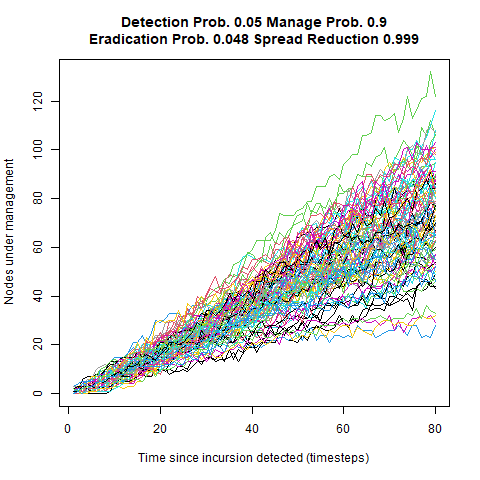 Detection Prob. 0.05 Manage Prob. 0.9
Eradication Prob. 0.048 Spread Reduction 0.999
Nodes under management
120
100
80
60
40
20
0
0 20 40 60 80
Time since incursion detected (timesteps)